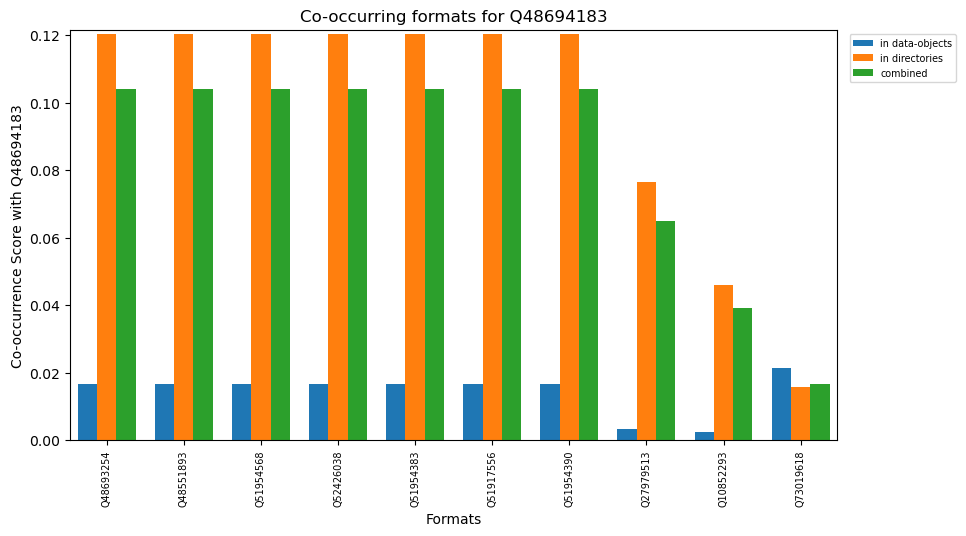 Co-occurring formats for Q48694183
in data-objects
in directories
combined
Co-occurrence Score with Q48694183
0.12
0.10
0.08
0.06
0.04
0.02
0.00
Q48693254
Q48551893
Q51954568
Q52426038
Q51954383
Q51917556
Q51954390
Q27979513
Q10852293
Q73019618
Formats